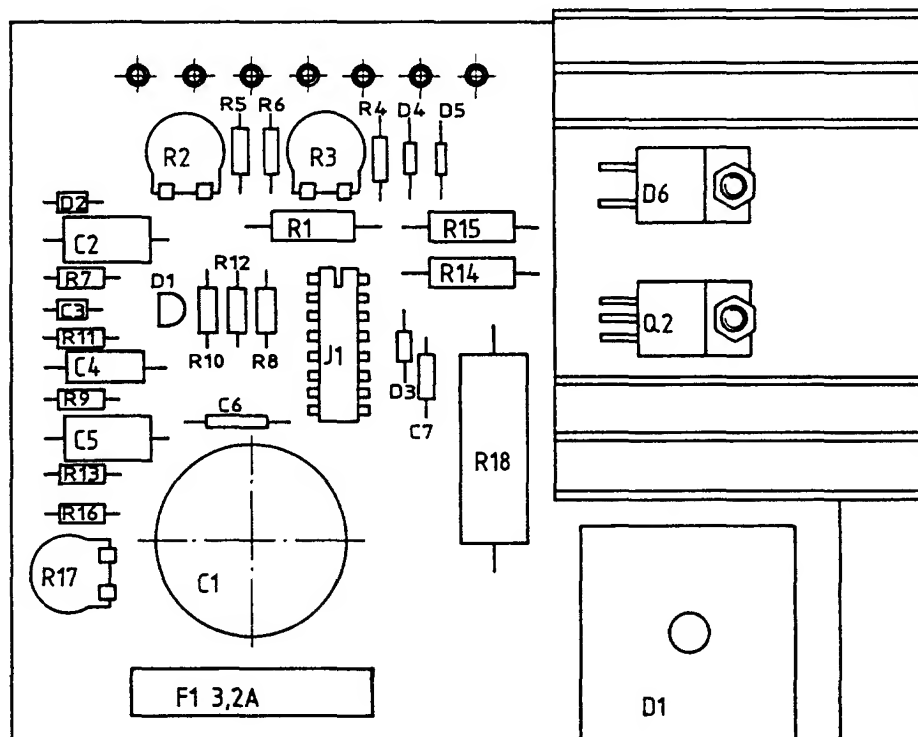 R5 R6 R4 D4 D5
R2 R3
D6
D2
R1 R15
C2
R14
R7 D1 R12
C3
Q2
R11
R10 R8 J1
C4
D3
R9
C6
C7
C5
R18
R13
R16
R17 C1
F1 3,2A
D1